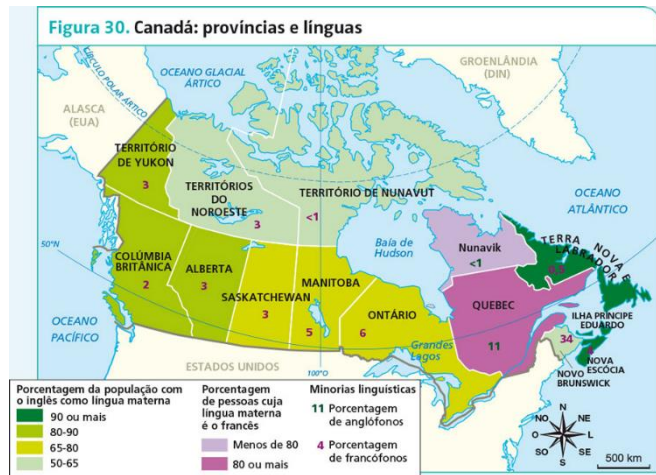 Figura 30. Canadá: províncias e línguas
OCEANO GLACIAL
ÁRTICO
GROENLÂNDIA
(DIN)
CÍRCULO POLAR ÁRTICO
ALASCA
(EUA)
TERRITÓRIO
DE YUKON
3
TERRITÓRIOS
DO
NOROESTE
3
TERRITÓRIO DE NUNAVUT
<1
OCEANO
ATLÂNTICO
50°N
COLÚMBIA
BRITÂNICA
2
ALBERTA
3
SASKATCHEWAN
3
MANITOBA
5
ONTÁRIO
6
Baía de
Hudson
Nunavik
<1
TERRA NOVA E
LABRADOR
0,5
QUEBEC
11
ILHA PRÍNCIPE
EDUARDO
34
NOVA
ESCÓCIA
NOVO
BRUNSWICK
OCEANO
PACÍFICO
ESTADOS UNIDOS
Grandes
Lagos
100°O
Porcentagem da população com
o inglês como língua materna
90 ou mais
80-90
65-80
50-65
Porcentagem
de pessoas cuja
língua materna
é o francês
Menos de 80
80 ou mais
Minorias linguísticas
11 Porcentagem
de anglófonos
4 Porcentagem
de francófonos
N
NO
NE
O
L
SO
SE
S
500 km